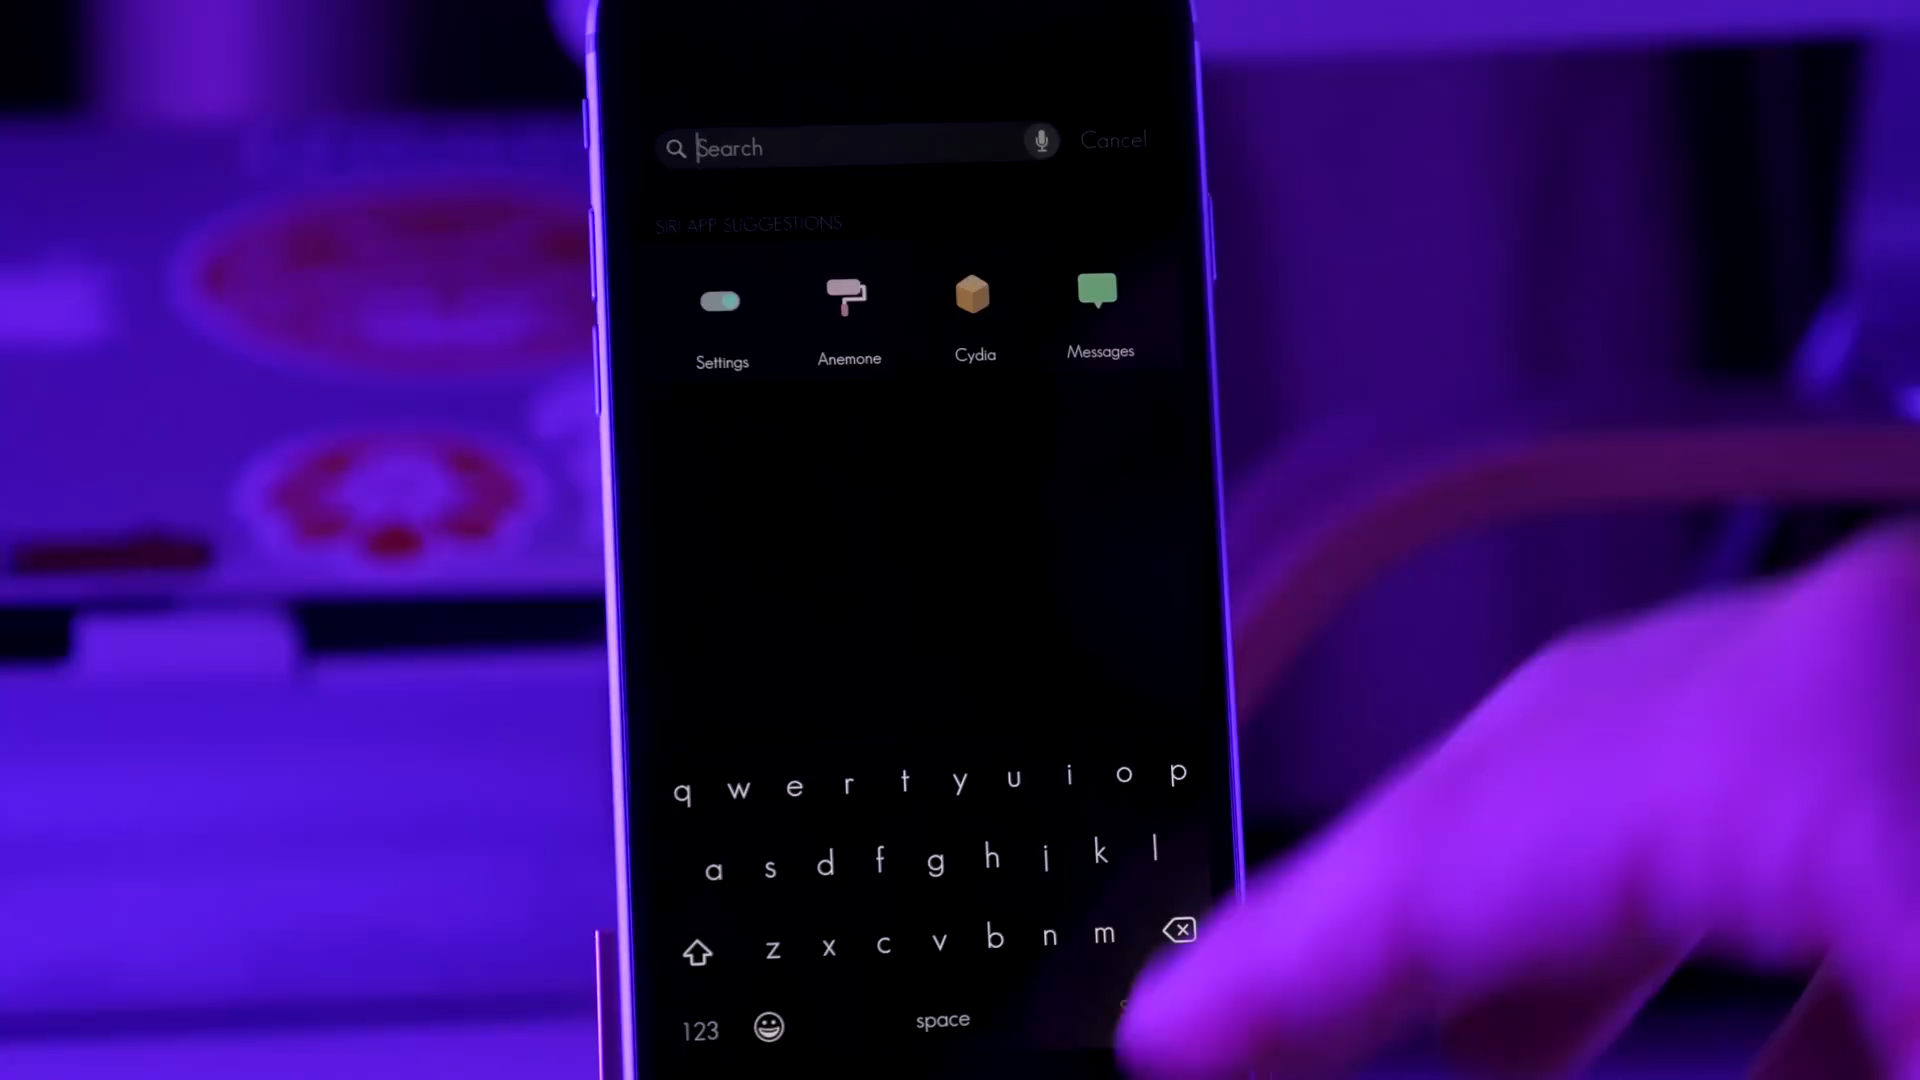 Search
Cancel
SIRI APP SUGGESTIONS
Settings
Anemone
Cydia
Messages
q w e r t y u i o p
a s d f g h j k l
z x c v b n m
123
space